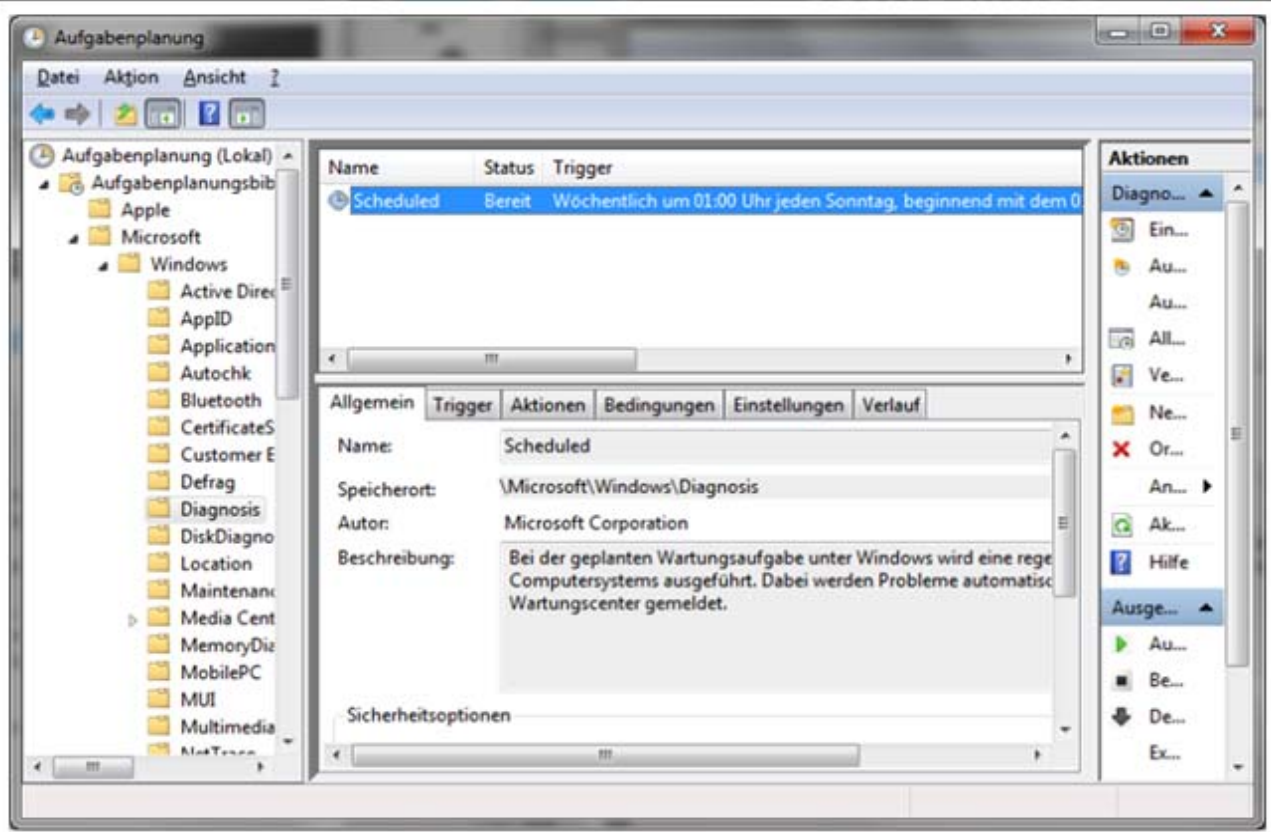 Aufgabenplanung
Datei Aktion Ansicht ?
Aufgabenplanung (Lokal)
Aufgabenplanungsbib
Apple
Microsoft
Windows
Active Direc
AppID
Application
Autochk
Bluetooth
CertificateS
Customer E
Defrag
Diagnosis
DiskDiagno
Location
Maintenanc
Media Cent
MemoryDia
MobilePC
MUI
Multimedia
NetTrace
Name Status Trigger
Scheduled Bereit Wöchentlich um 01:00 Uhr jeden Sonntag, beginnend mit dem 0
Allgemein Trigger Aktionen Bedingungen Einstellungen Verlauf
Name: Scheduled
Speicherort: \Microsoft\Windows\Diagnosis
Autor: Microsoft Corporation
Beschreibung: Bei der geplanten Wartungsaufgabe unter Windows wird eine rege
Computersystems ausgeführt. Dabei werden Probleme automatisc
Wartungscenter gemeldet.
Sicherheitsoptionen
Aktionen
Diagno...
Ein...
Au...
Au...
All...
Ve...
Ne...
Or...
An...
Ak...
Hilfe
Ausge...
Au...
Be...
De...
Ex...